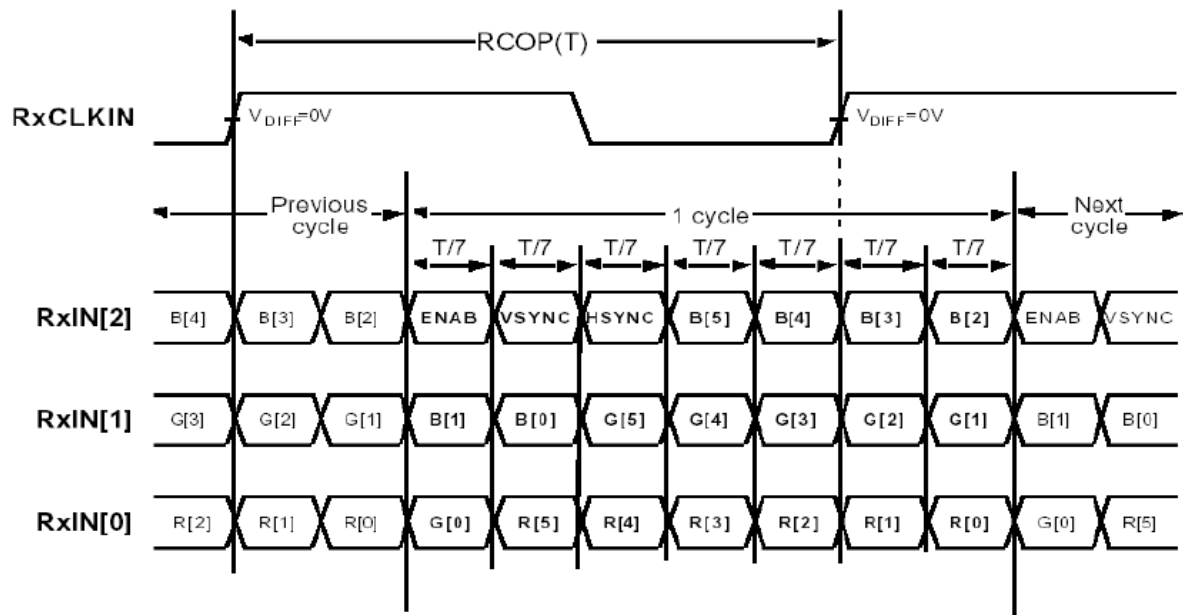 RCOP(T)
RxCLKIN V_DIFF=0V V_DIFF=0V
Previous cycle 1 cycle Next cycle
T/7 T/7 T/7 T/7 T/7 T/7 T/7
RxIN[2] B[4] B[3] B[2] ENAB VSYNC HSYNC B[5] B[4] B[3] B[2] ENAB VSYNC
RxIN[1] G[3] G[2] G[1] B[1] B[0] G[5] G[4] G[3] G[2] G[1] B[1] B[0]
RxIN[0] R[2] R[1] R[0] G[0] R[5] R[4] R[3] R[2] R[1] R[0] G[0] R[5]